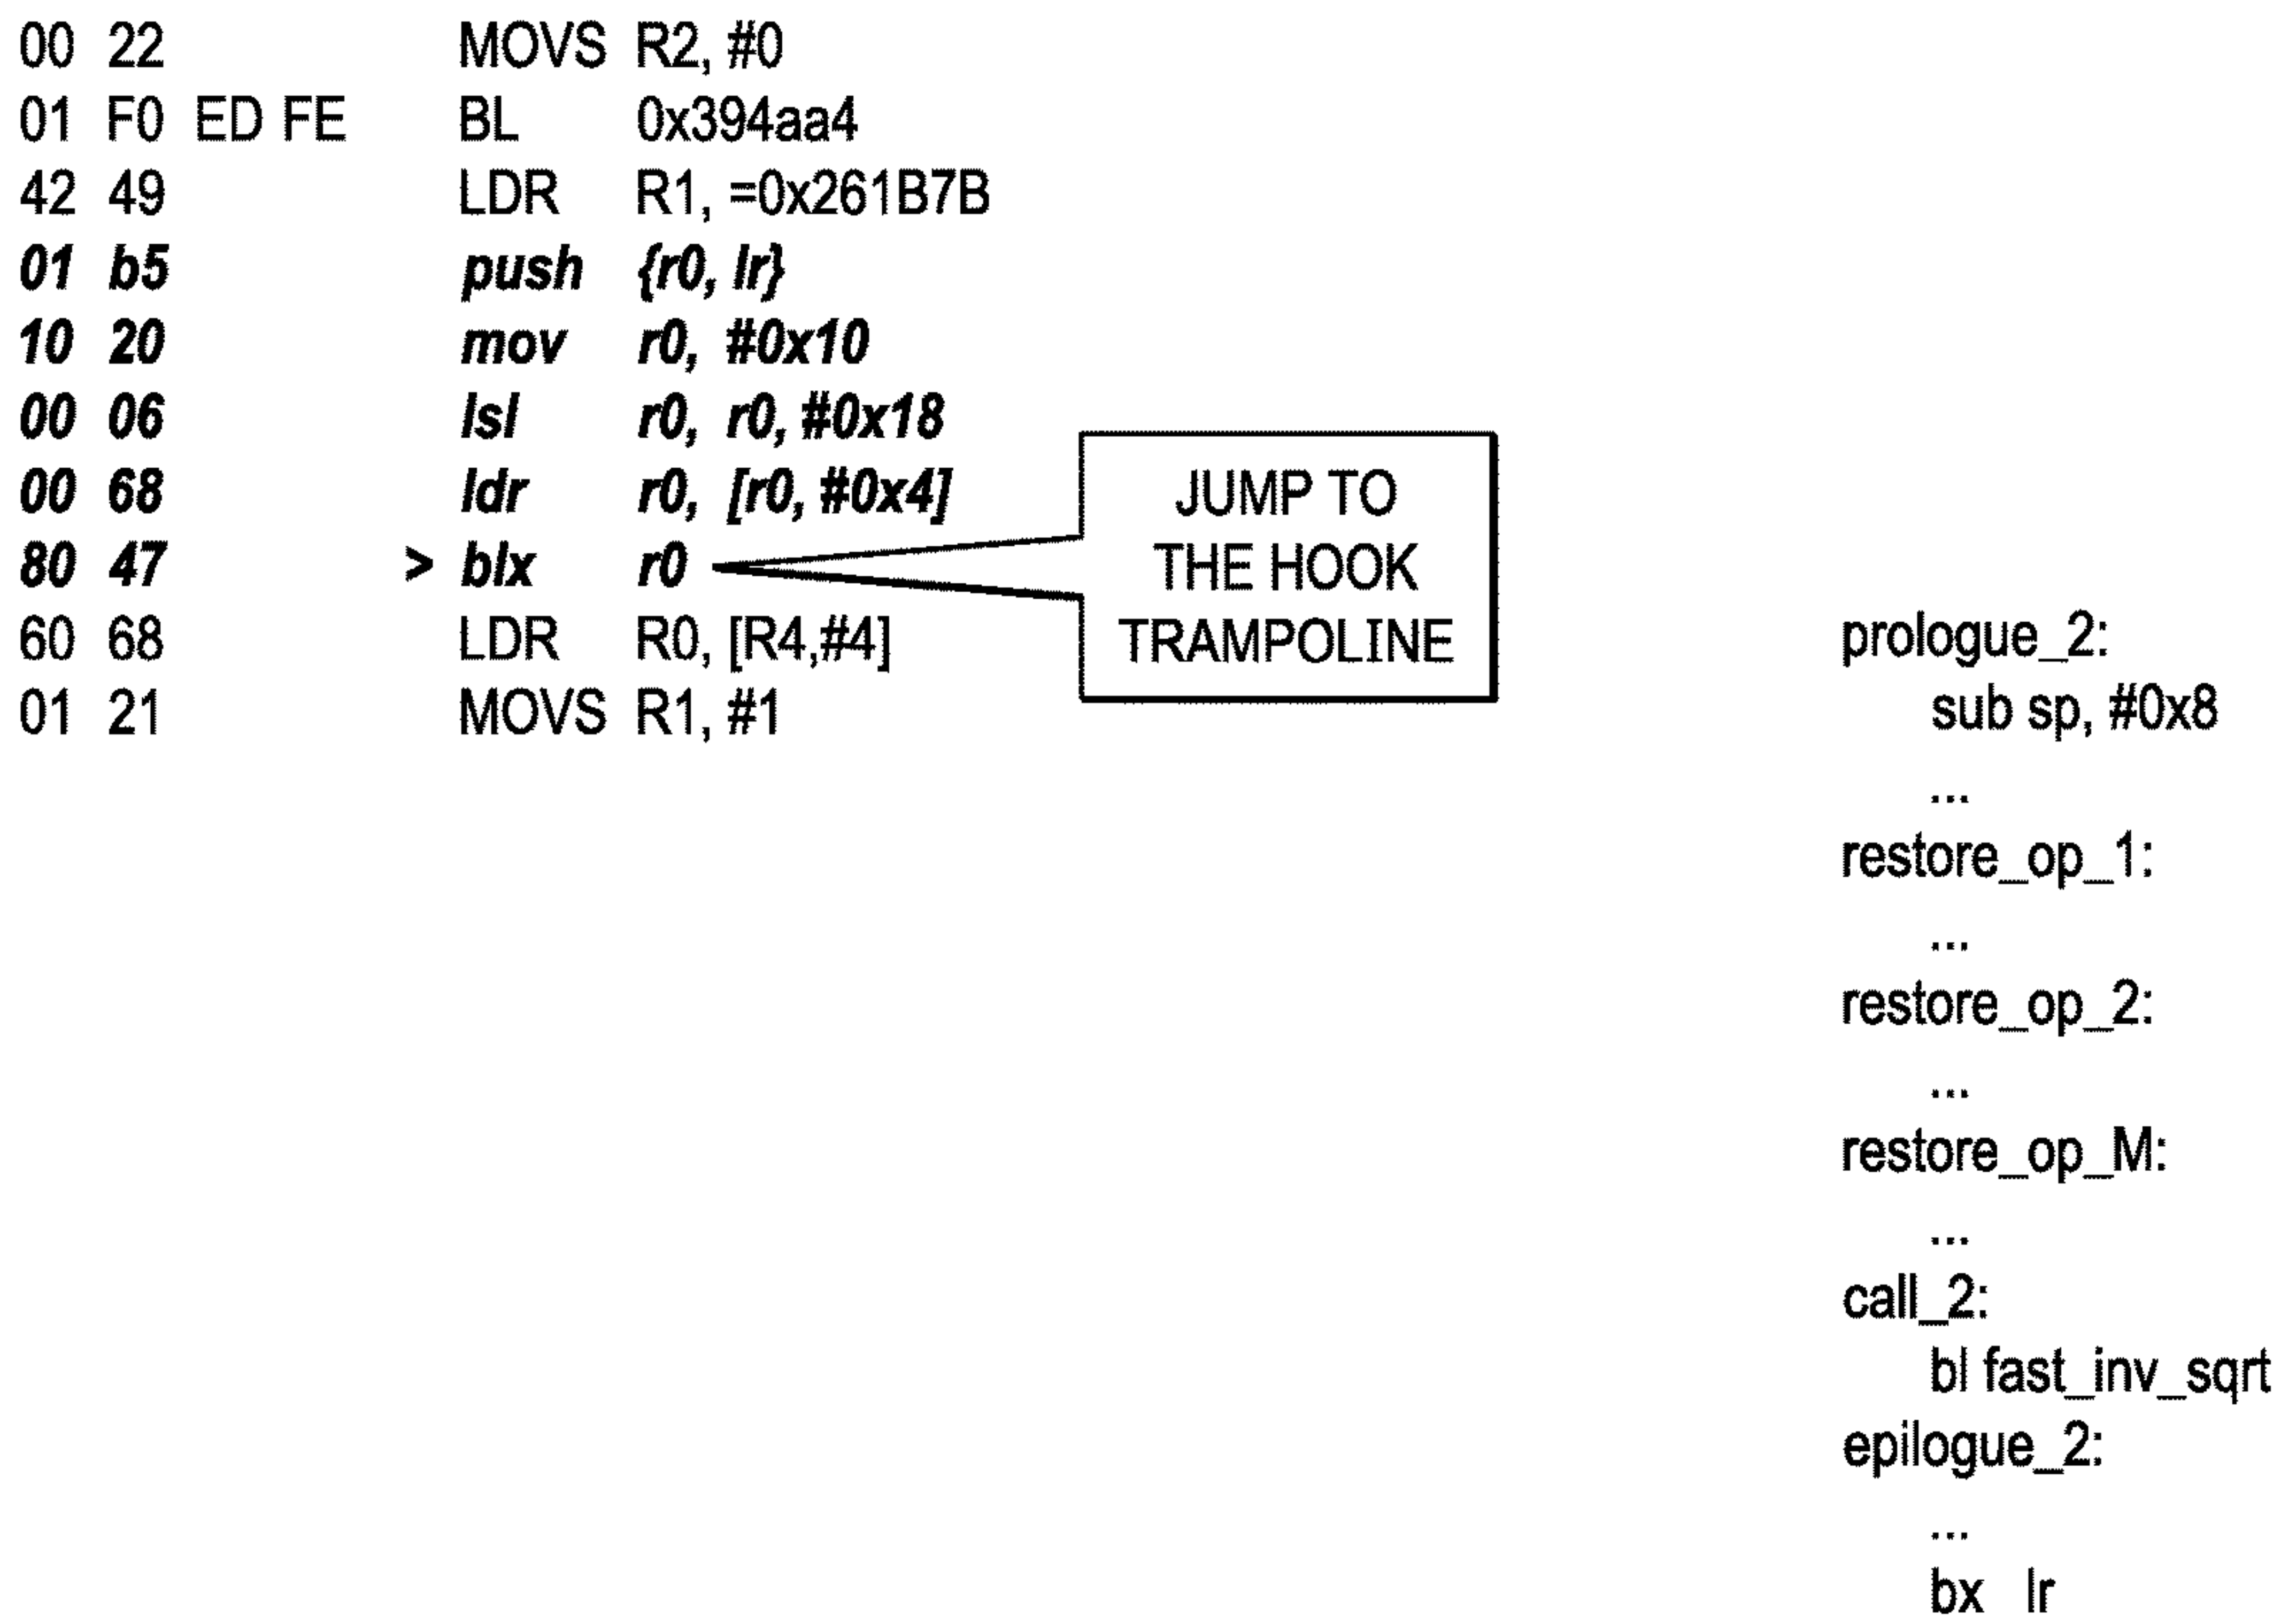 00 22 MOVS R2, #0
01 F0 ED FE BL 0x394aa4
42 49 LDR R1, =0x261B7B
01 b5 push {r0, lr}
10 20 mov r0, #0x10
00 06 lsl r0, r0, #0x18
00 68 ldr r0, [r0, #0x4]
80 47 > blx r0
60 68 LDR R0, [R4,#4]
01 21 MOVS R1, #1
JUMP TO
THE HOOK
TRAMPOLINE
prologue_2:
sub sp, #0x8
...
restore_op_1:
...
restore_op_2:
...
restore_op_M:
...
call_2:
bl fast_inv_sqrt
epilogue_2:
...
bx lr